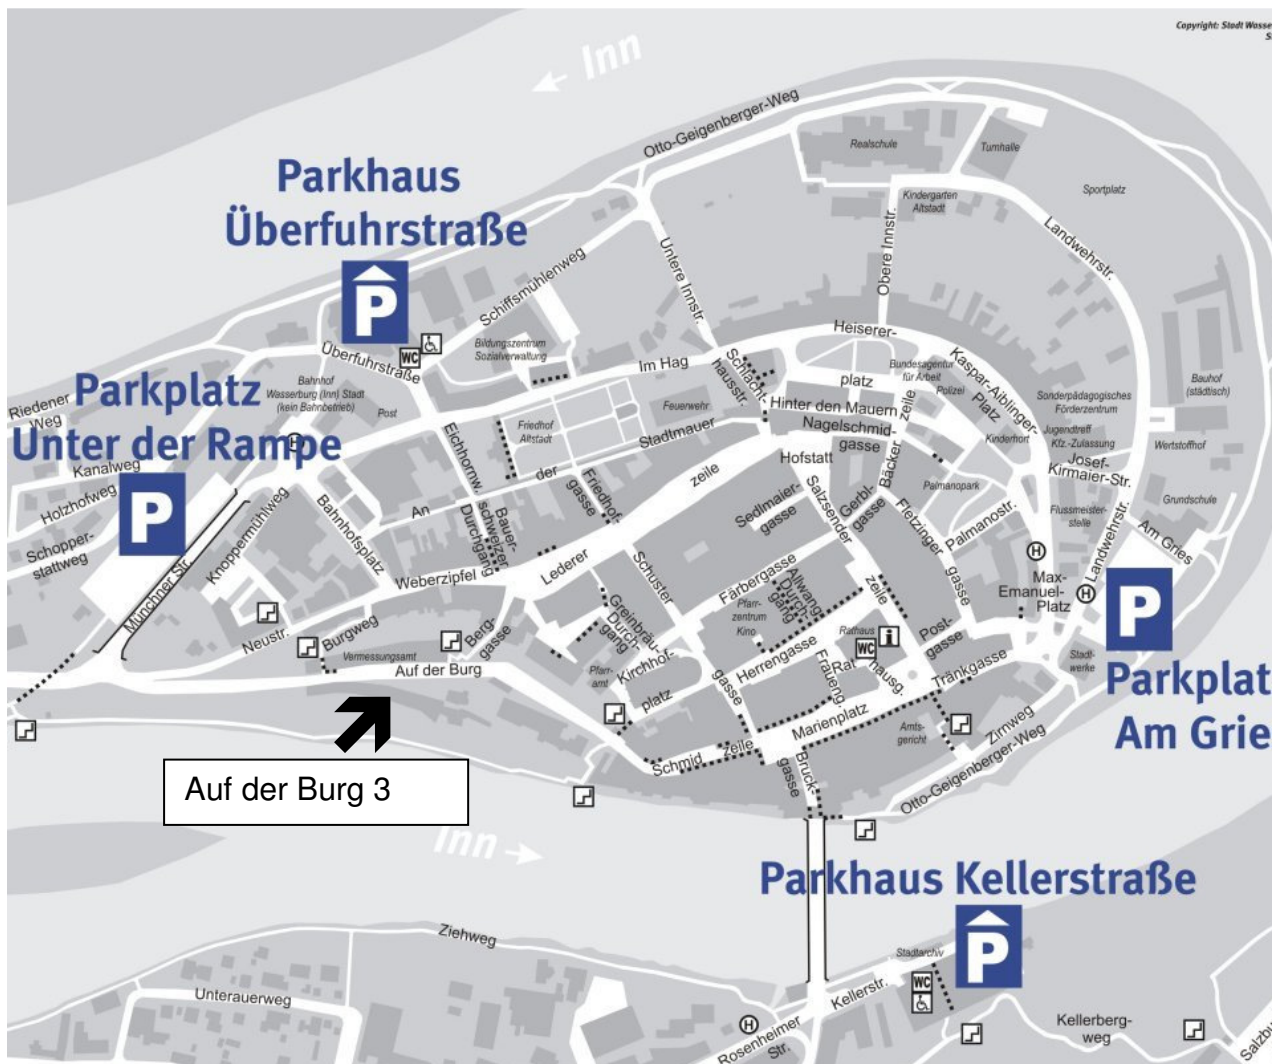 Copyright: Stadt Wasse
S
Inn
Otto-Geigenberger-Weg
Realschule
Turnhalle
Sportplatz
Kindergarten
Altstadt
Parkhaus
Überfuhrstraße
P
Landwehrstr.
Untere Innstr.
Obere Innstr.
Schiffsmühlenweg
Heiserer-
platz
WC
Überfuhrstraße
Bildungszentrum
Sozialverwaltung
Im Hag
Schlacht-
hausstr.
Bundesagentur
für Arbeit
Polizei
Kaspar-Aiblinger-
Platz
Bahnhof
Wasserburg (Inn) Stadt
(kein Bahnbetrieb)
Post
Parkplatz
Unter der Rampe
P
Riedener
Weg
H
Kanalweg
Holzhofweg
Schopper-
stattweg
Münchner Str.
Knoppermühlweg
Bahnhofsplatz
Eichhornw.
Friedhof
Altstadt
Feuerwehr
Hinter den Mauern
Nagelschmid-
gasse
Bäcker
zeile
Kinderhort
Sonderpädagogisches
Förderzentrum
Jugendtreff
Kfz.-Zulassung
Bauhof
(städtisch)
Wertstoffhof
Josef-
Kirmaier-Str.
Grundschule
An
der
Stadtmauer
Friedhof-
gasse
Hofstatt
Palmanopark
Flussmeister-
stelle
Landwehrstr.
Am Gries
Bauer-
schweizer
Durchgang
Weberzipfel
Lederer
zeile
Sedlmaier-
gasse
Salzsender
zeile
Gerbl-
gasse
Fletzinger
gasse
Palmanostr.
H
Max-
Emanuel-
Platz
H
P
Parkplat
Am Grie
Neustr.
Burgweg
Vermessungsamt
Berg-
gasse
Auf der Burg
Greinbräu-
Durch-
gang
Schuster
gasse
Färbergasse
Allwang-
Durch-
gang
Pfarr-
zentrum
Kino
Rathaus
WC
i
Post-
gasse
Stadt-
werke
Pfarr-
amt
Kirchhof-
platz
Herrengasse
Fraueng.
Rat
hausg.
Tränkgasse
Marienplatz
Amts-
gericht
Zirnweg
Schmid
zeile
Bruck-
gasse
Otto-Geigenberger-Weg
Auf der Burg 3
Inn
Parkhaus Kellerstraße
P
Ziehweg
Stadtarchiv
WC
Unterauerweg
Kellerstr.
H
Rosenheimer
Str.
Kellerberg-
weg
Salzbu